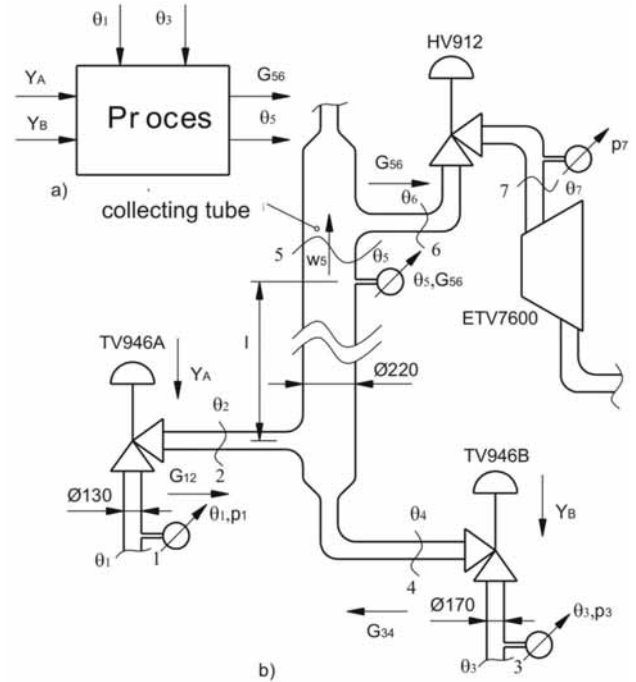 θ1 θ3
YA G56
YB Proces θ5
a)
HV912
G56 θ6 p7
7 θ7
collecting tube
5 w5 θ5 6
θ5,G56
ETV7600
l
TV946A
YA
Ø220
θ2
TV946B
G12 2
YB
Ø130 θ1,p1
θ4
θ1 1
4
Ø170 θ3,p3
G34
θ3 3
b)